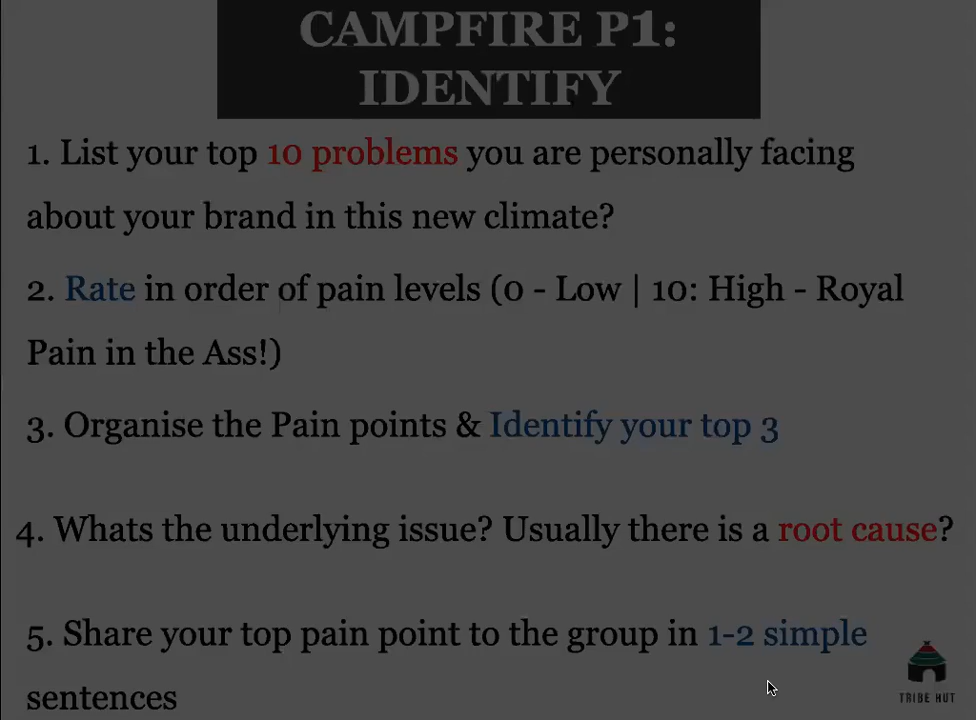 CAMPFIRE P1:
IDENTIFY
1. List your top 10 problems you are personally facing
about your brand in this new climate?
2. Rate in order of pain levels (0 - Low | 10: High - Royal
Pain in the Ass!)
3. Organise the Pain points & Identify your top 3
4. Whats the underlying issue? Usually there is a root cause?
5. Share your top pain point to the group in 1-2 simple
sentences
TRIBE HUT